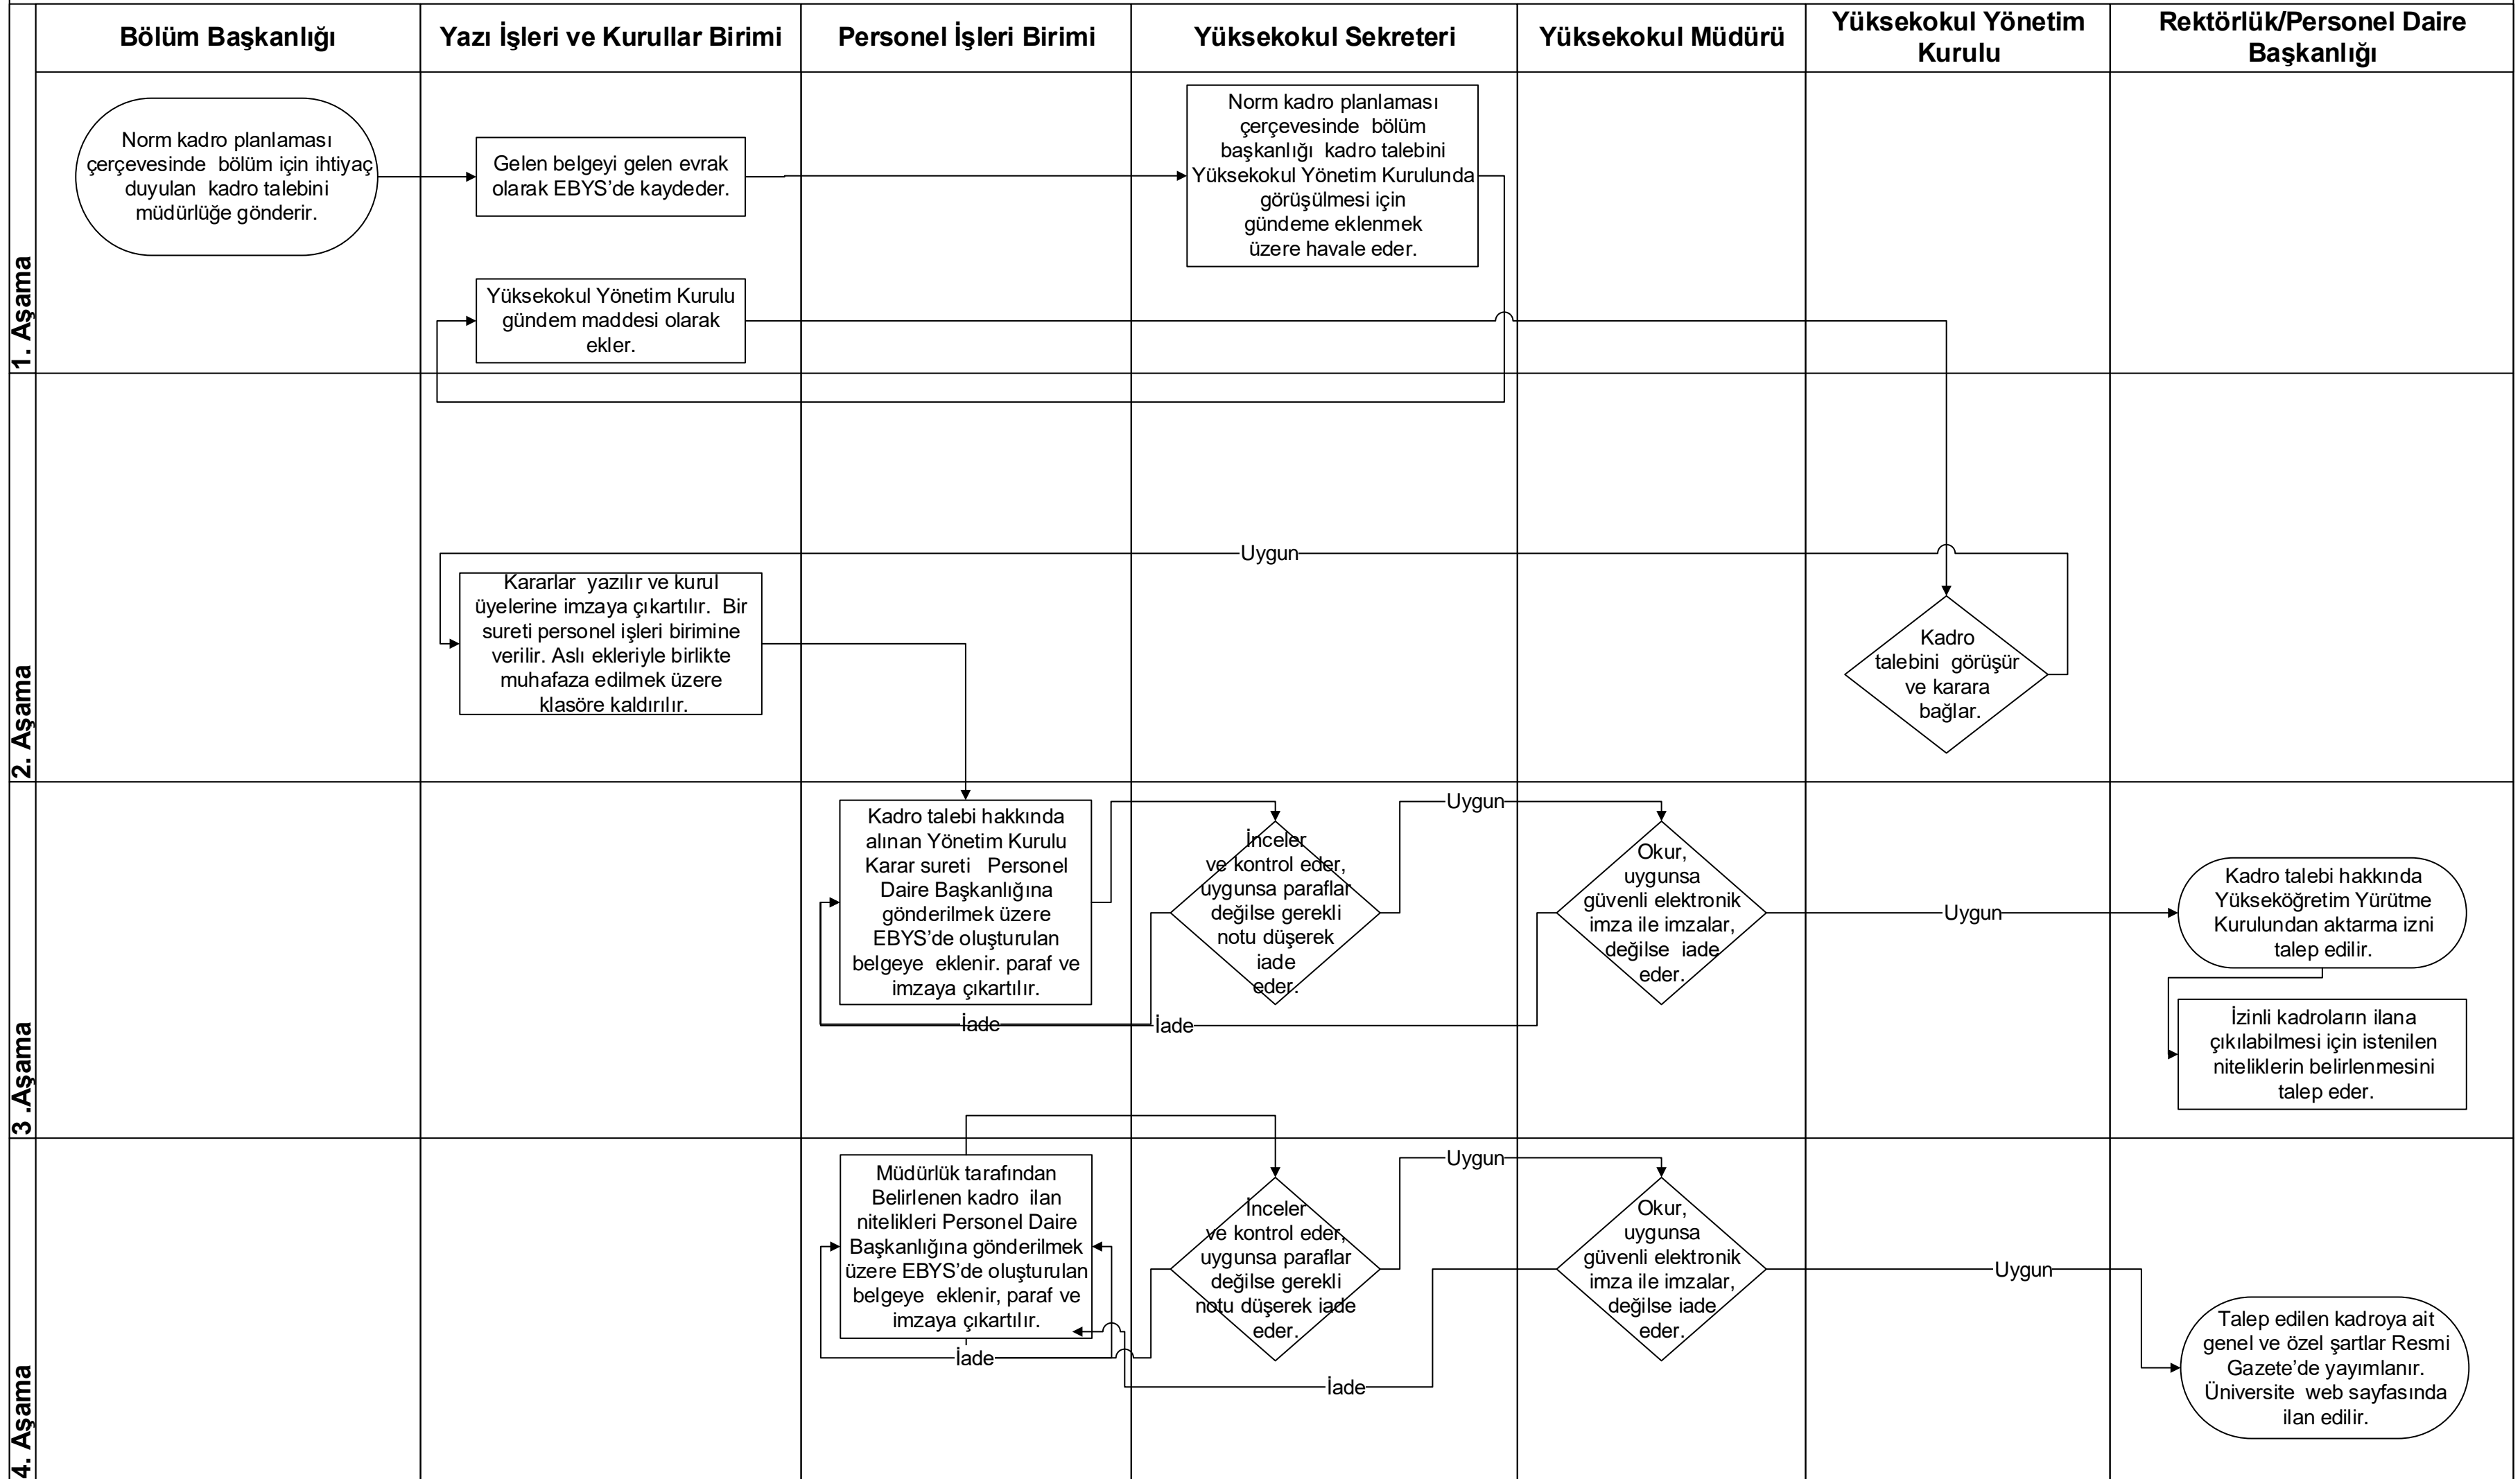 Bölüm Başkanlığı
Yazı İşleri ve Kurullar Birimi
Personel İşleri Birimi
Yüksekokul Sekreteri
Yüksekokul Müdürü
Yüksekokul Yönetim
Kurulu
Rektörlük/Personel Daire
Başkanlığı
1. Aşama
Norm kadro planlaması
çerçevesinde bölüm için ihtiyaç
duyulan kadro talebini
müdürlüğe gönderir.
Gelen belgeyi gelen evrak
olarak EBYS’de kaydeder.
Norm kadro planlaması
çerçevesinde bölüm
başkanlığı kadro talebini
Yüksekokul Yönetim Kurulunda
görüşülmesi için
gündeme eklenmek
üzere havale eder.
Yüksekokul Yönetim Kurulu
gündem maddesi olarak
ekler.
2. Aşama
Uygun
Kararlar yazılır ve kurul
üyelerine imzaya çıkartılır. Bir
sureti personel işleri birimine
verilir. Aslı ekleriyle birlikte
muhafaza edilmek üzere
klasöre kaldırılır.
Kadro
talebini görüşür
ve karara
bağlar.
3 .Aşama
Kadro talebi hakkında
alınan Yönetim Kurulu
Karar sureti Personel
Daire Başkanlığına
gönderilmek üzere
EBYS’de oluşturulan
belgeye eklenir. paraf ve
imzaya çıkartılır.
İnceler
ve kontrol eder,
uygunsa paraflar
değilse gerekli
notu düşerek
iade
eder.
Uygun
Okur,
uygunsa
güvenli elektronik
imza ile imzalar,
değilse iade
eder.
Uygun
Kadro talebi hakkında
Yükseköğretim Yürütme
Kurulundan aktarma izni
talep edilir.
İade
İade
İzinli kadroların ilana
çıkılabilmesi için istenilen
niteliklerin belirlenmesini
talep eder.
4. Aşama
Müdürlük tarafından
Belirlenen kadro ilan
nitelikleri Personel Daire
Başkanlığına gönderilmek
üzere EBYS’de oluşturulan
belgeye eklenir, paraf ve
imzaya çıkartılır.
İnceler
ve kontrol eder,
uygunsa paraflar
değilse gerekli
notu düşerek iade
eder.
Uygun
Okur,
uygunsa
güvenli elektronik
imza ile imzalar,
değilse iade
eder.
Uygun
İade
İade
Talep edilen kadroya ait
genel ve özel şartlar Resmi
Gazete’de yayımlanır.
Üniversite web sayfasında
ilan edilir.